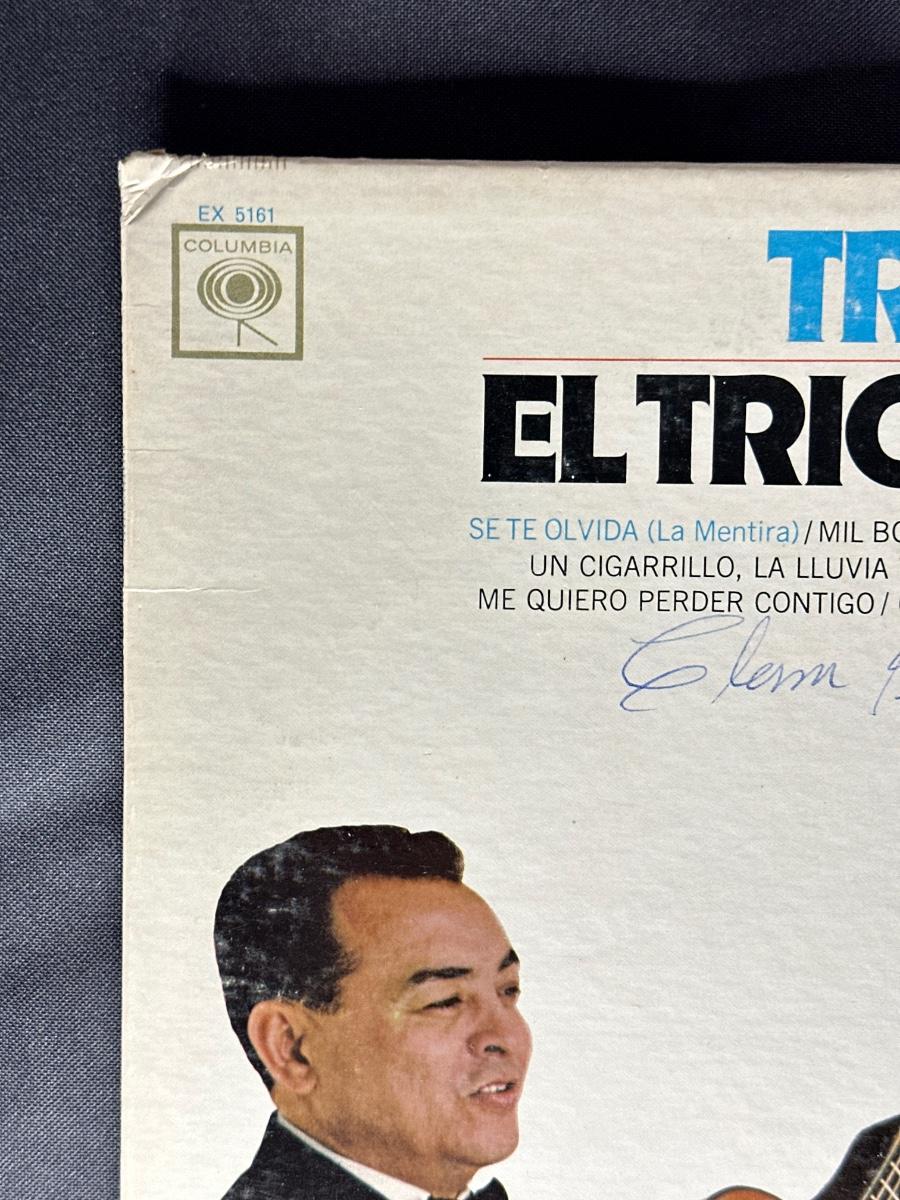 EX 5161
COLUMBIA
TR
EL TRIO
SE TE OLVIDA (La Mentira) / MIL BO
UN CIGARRILLO, LA LLUVIA
ME QUIERO PERDER CONTIGO /
Glenn